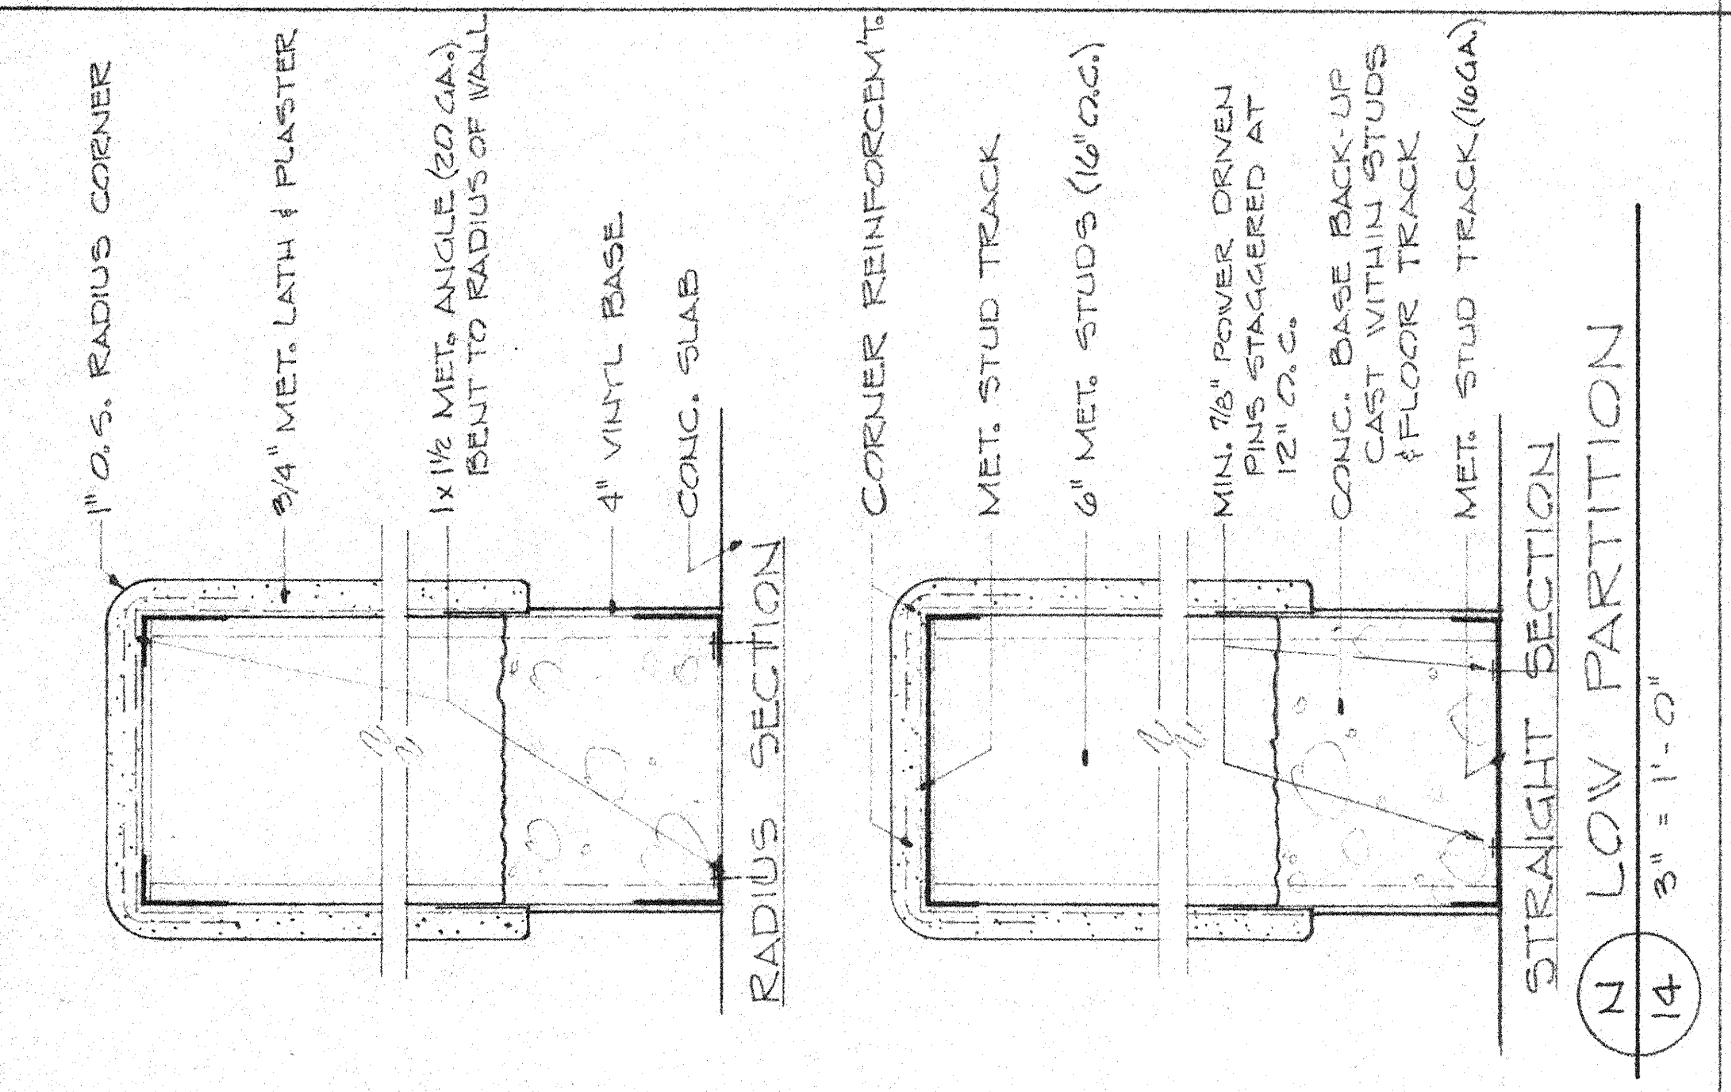 1" O.S. RADIUS CORNER
3/4" MET. LATH & PLASTER
1 x 1 1/2 MET. ANGLE (20 GA.)
BENT TO RADIUS OF WALL
4" VINYL BASE
CONC. SLAB
RADIUS SECTION
CORNER REINFORCEM'T.
MET. STUD TRACK
6" MET. STUDS (16" O.C.)
MIN. 7/8" POWER DRIVEN
PINS STAGGERED AT
12" O.C.
CONC. BASE BACK-UP
CAST WITHIN STUDS
& FLOOR TRACK
MET. STUD TRACK (16GA.)
STRAIGHT SECTION
N
14
LOW PARTITION
3" = 1'-0"